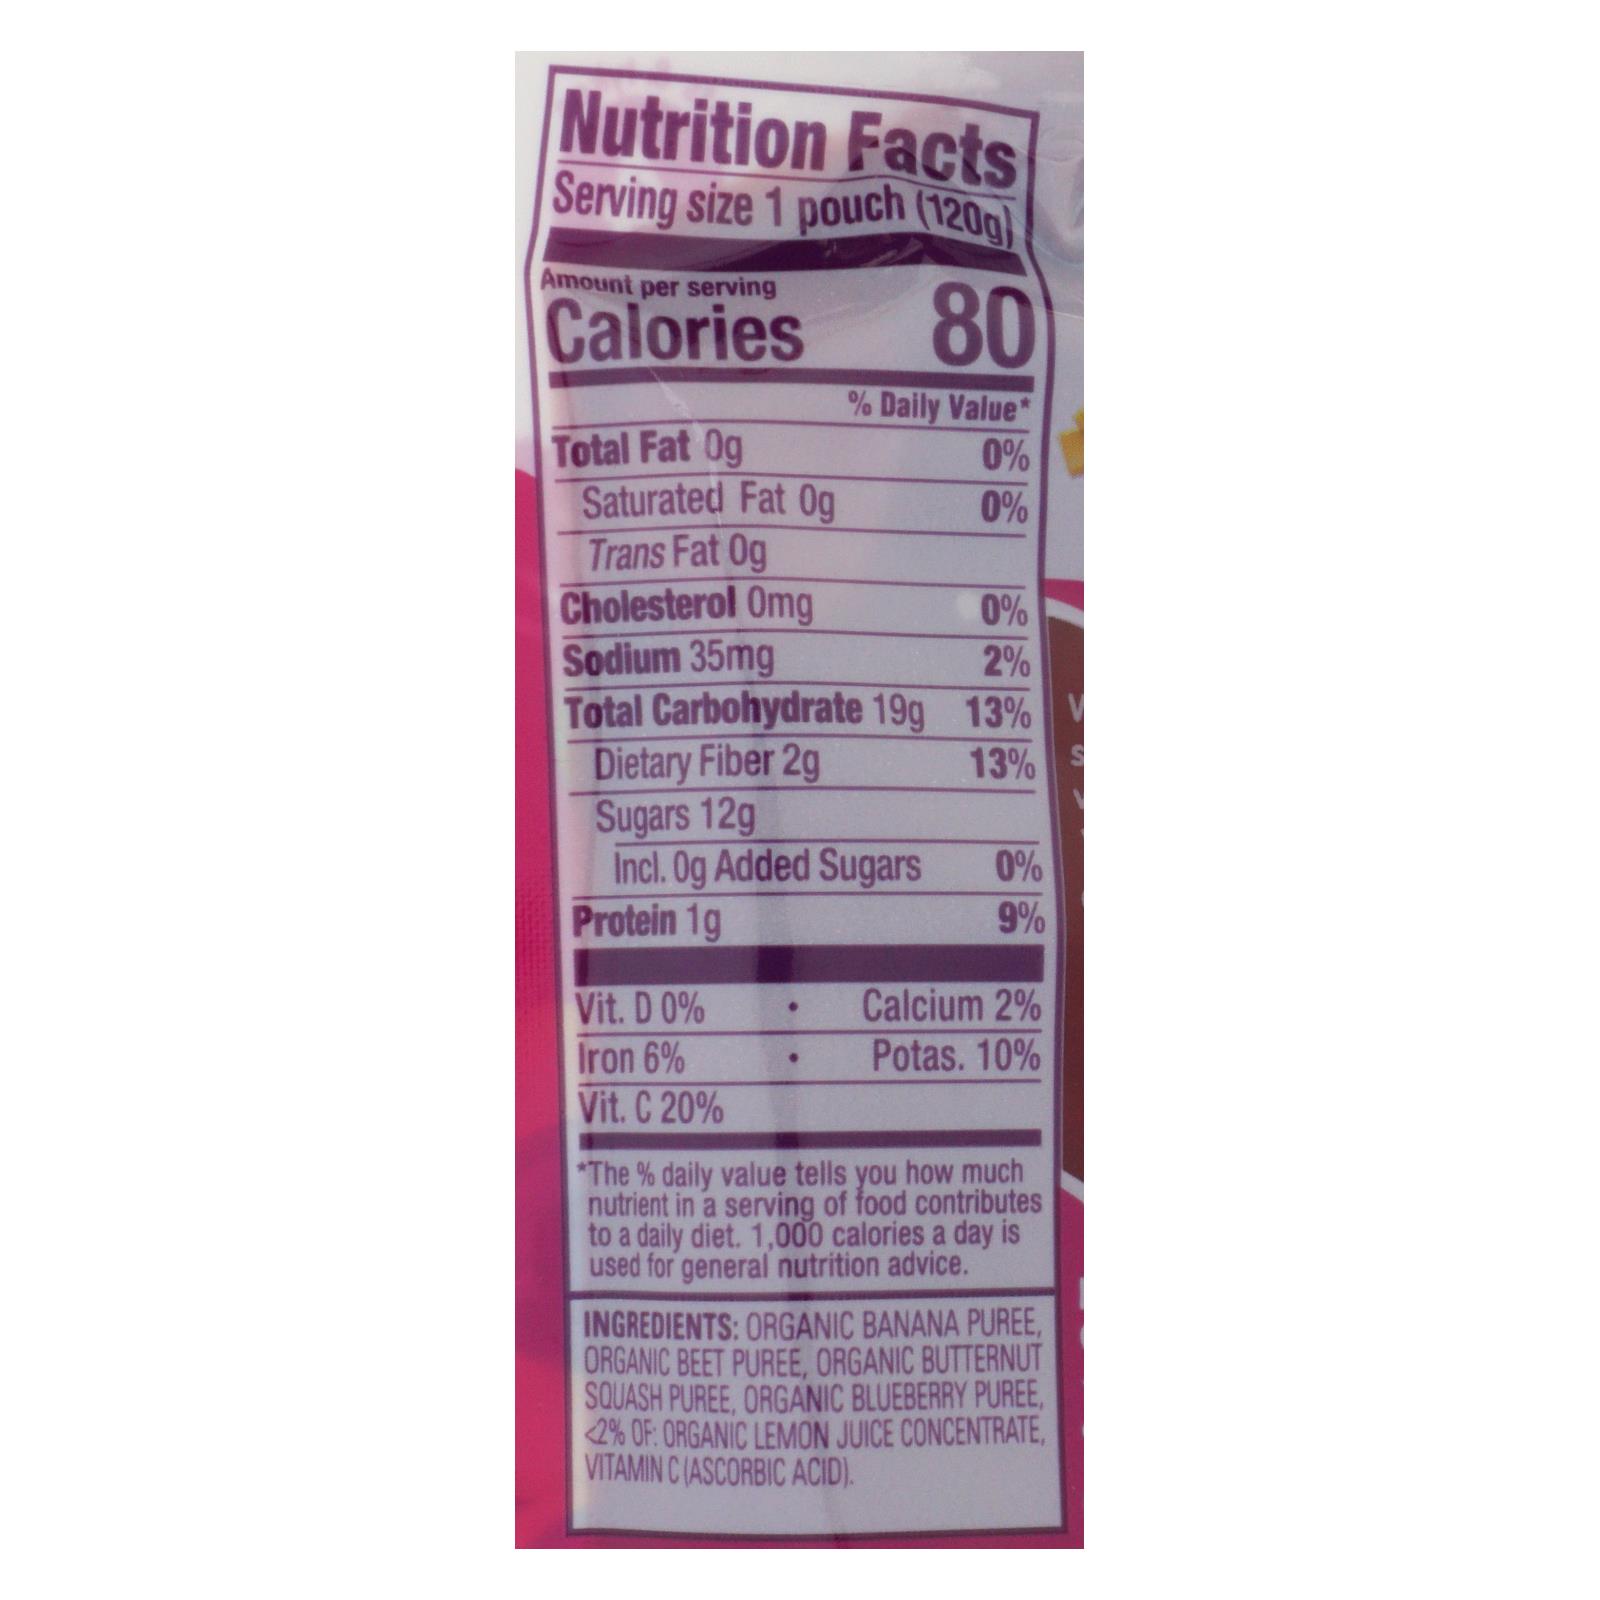 Nutrition Facts
Serving size 1 pouch (120g)
Amount per serving
Calories 80
% Daily Value*
Total Fat 0g 0%
Saturated Fat 0g 0%
Trans Fat 0g
Cholesterol 0mg 0%
Sodium 35mg 2%
Total Carbohydrate 19g 13%
Dietary Fiber 2g 13%
Sugars 12g
Incl. 0g Added Sugars 0%
Protein 1g 9%
Vit. D 0% • Calcium 2%
Iron 6% • Potas. 10%
Vit. C 20%
*The % daily value tells you how much
nutrient in a serving of food contributes
to a daily diet. 1,000 calories a day is
used for general nutrition advice.
INGREDIENTS: ORGANIC BANANA PUREE,
ORGANIC BEET PUREE, ORGANIC BUTTERNUT
SQUASH PUREE, ORGANIC BLUEBERRY PUREE,
<2% OF: ORGANIC LEMON JUICE CONCENTRATE,
VITAMIN C (ASCORBIC ACID).